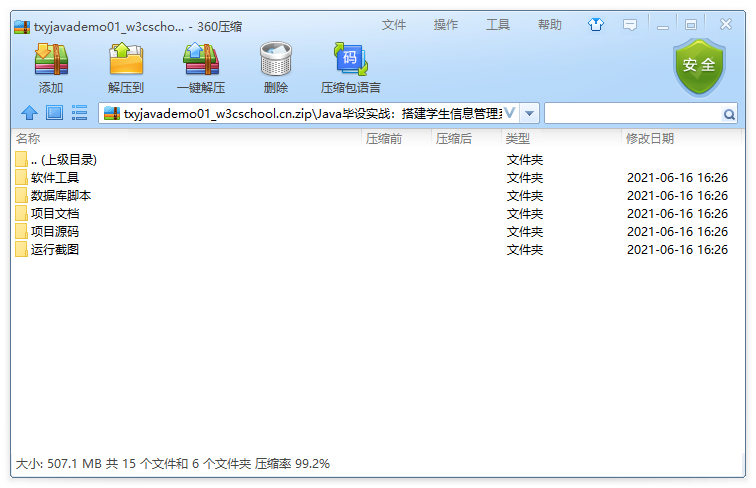 txyjavademo01_w3cscho... - 360压缩
文件 操作 工具 帮助
添加 解压到 一键解压 删除 压缩包语言
码
安全
txyjavademo01_w3cschool.cn.zip\Java毕设实战：搭建学生信息管理系
名称 压缩前 压缩后 类型 修改日期
.. (上级目录) 文件夹
软件工具 文件夹 2021-06-16 16:26
数据库脚本 文件夹 2021-06-16 16:26
项目文档 文件夹 2021-06-16 16:26
项目源码 文件夹 2021-06-16 16:26
运行截图 文件夹 2021-06-16 16:26
大小: 507.1 MB 共 15 个文件和 6 个文件夹 压缩率 99.2%